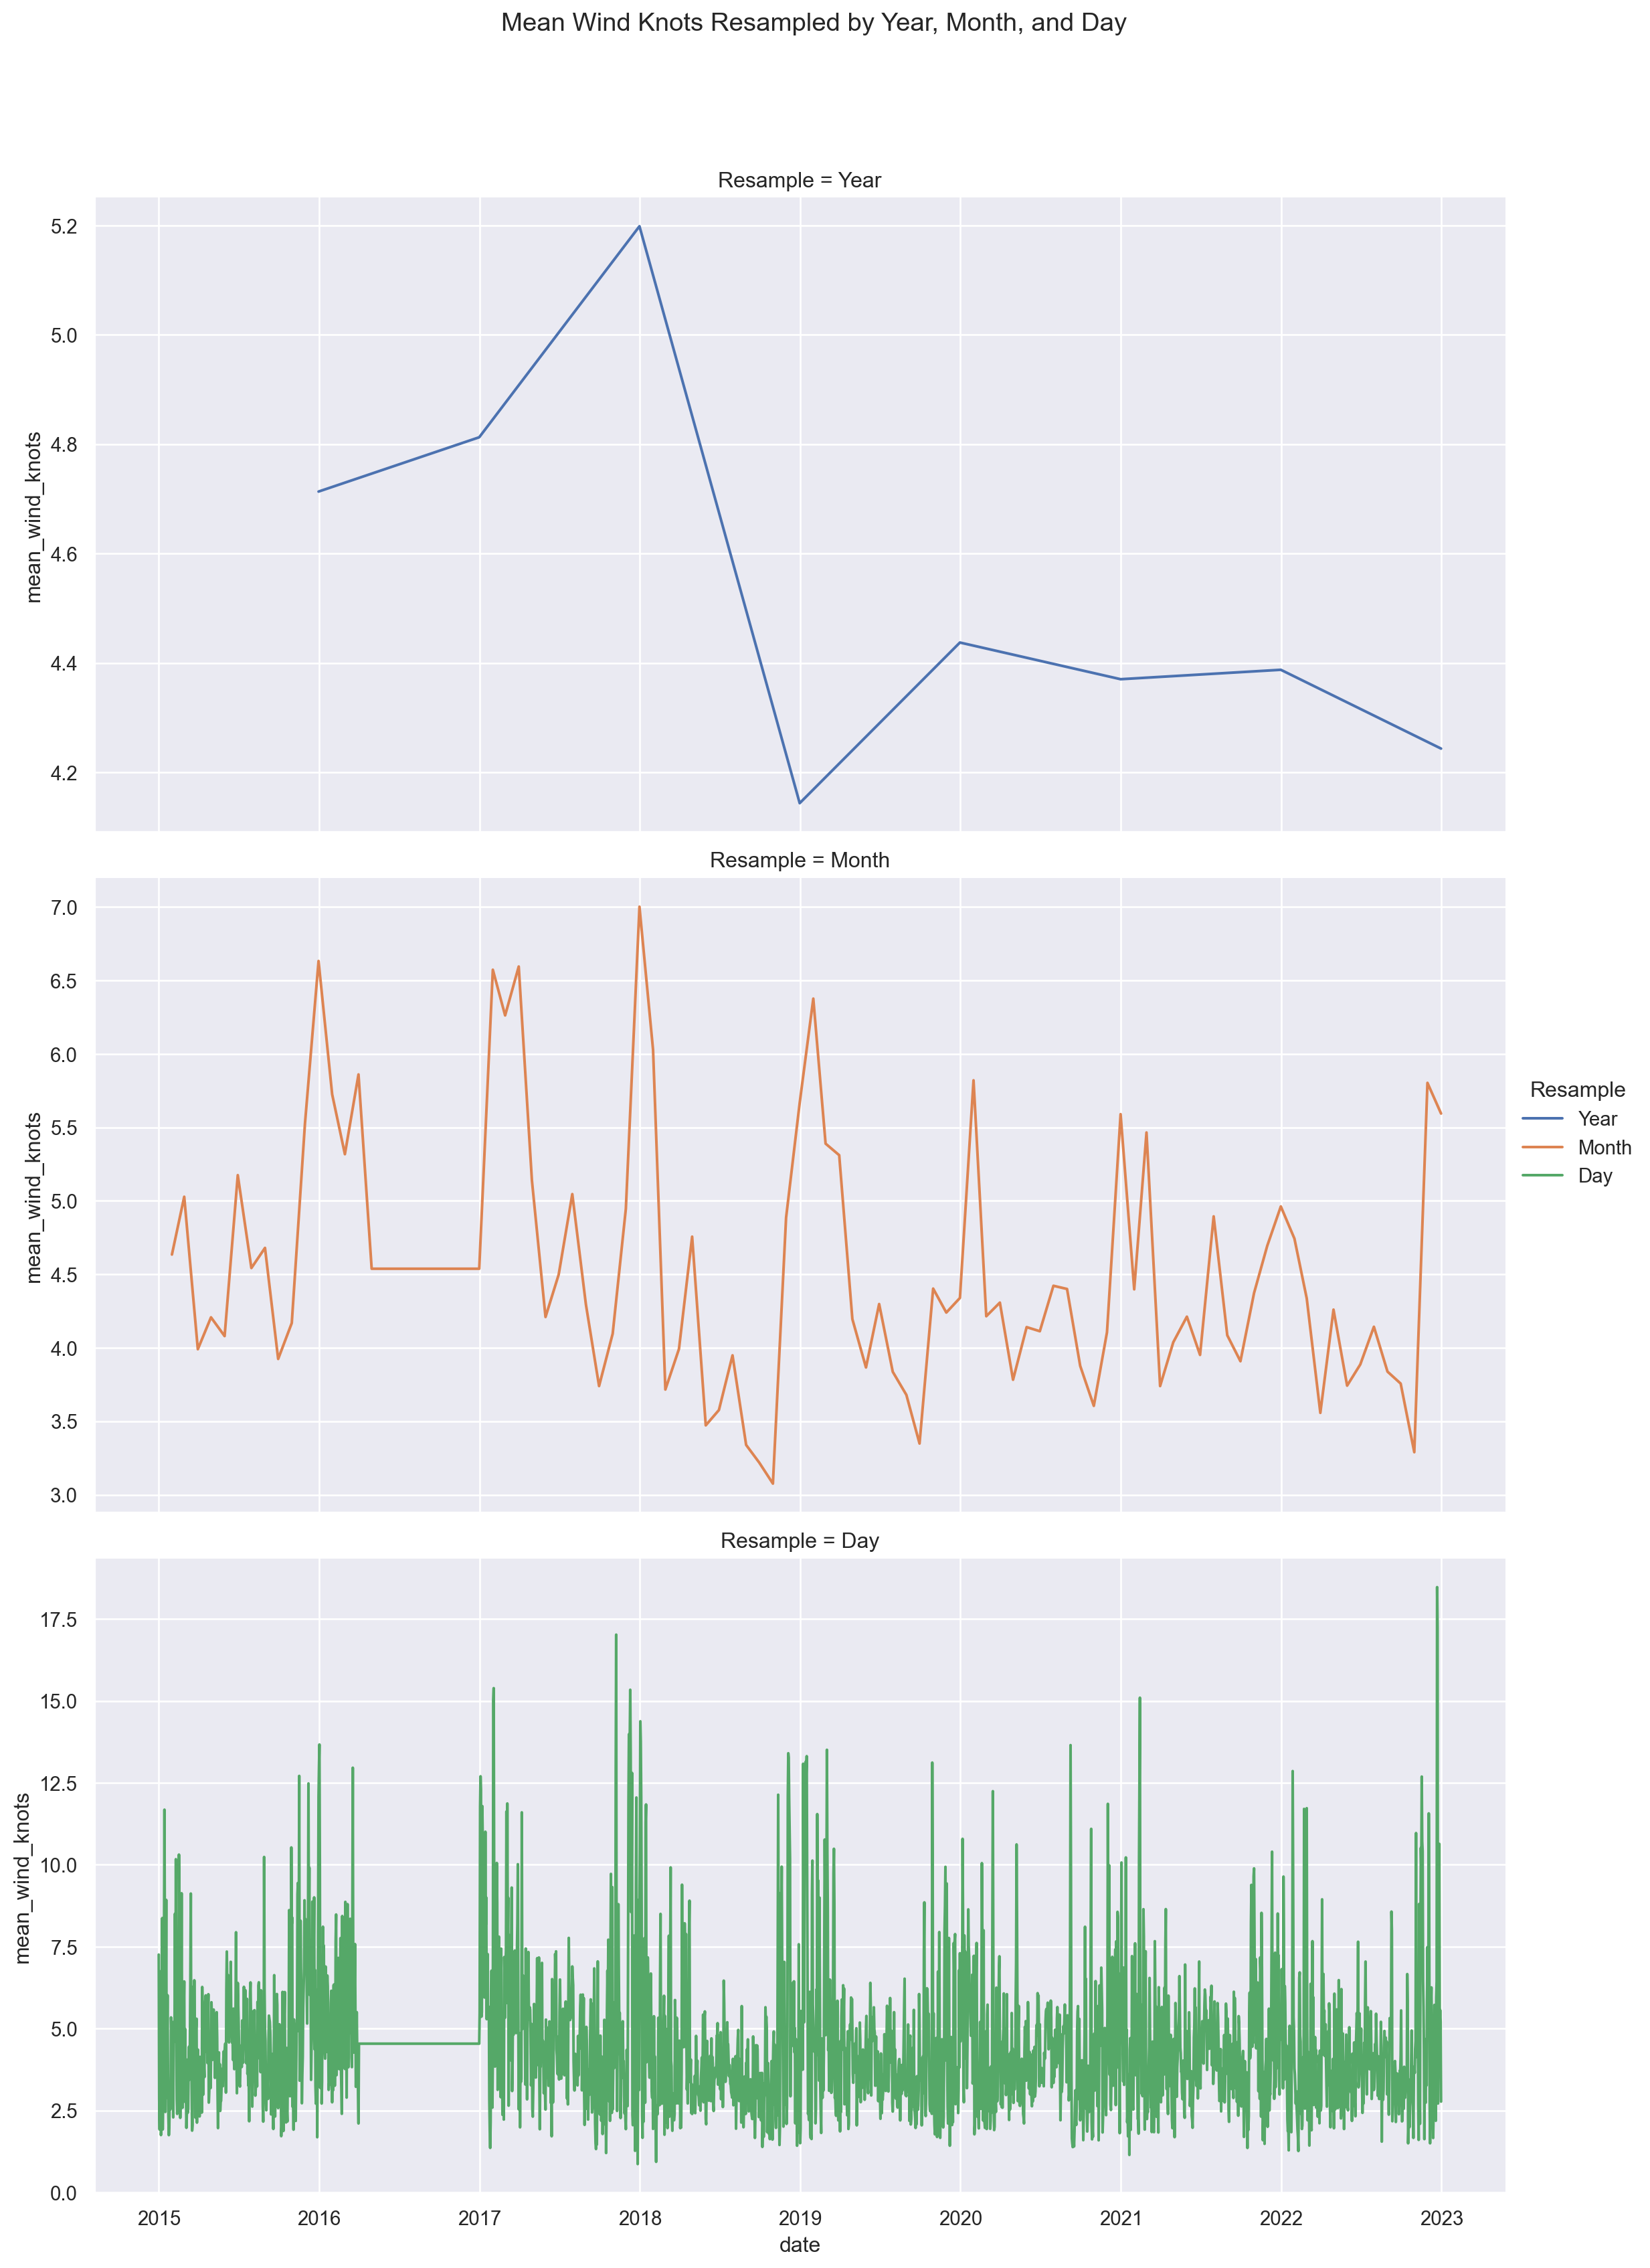 Mean Wind Knots Resampled by Year, Month, and Day
Resample = Year
5.2
5.0
4.8
4.6
4.4
4.2
mean_wind_knots
Resample = Month
7.0
6.5
6.0
5.5
5.0
4.5
4.0
3.5
3.0
mean_wind_knots
Resample
Year
Month
Day
Resample = Day
17.5
15.0
12.5
10.0
7.5
5.0
2.5
0.0
mean_wind_knots
2015 2016 2017 2018 2019 2020 2021 2022 2023
date